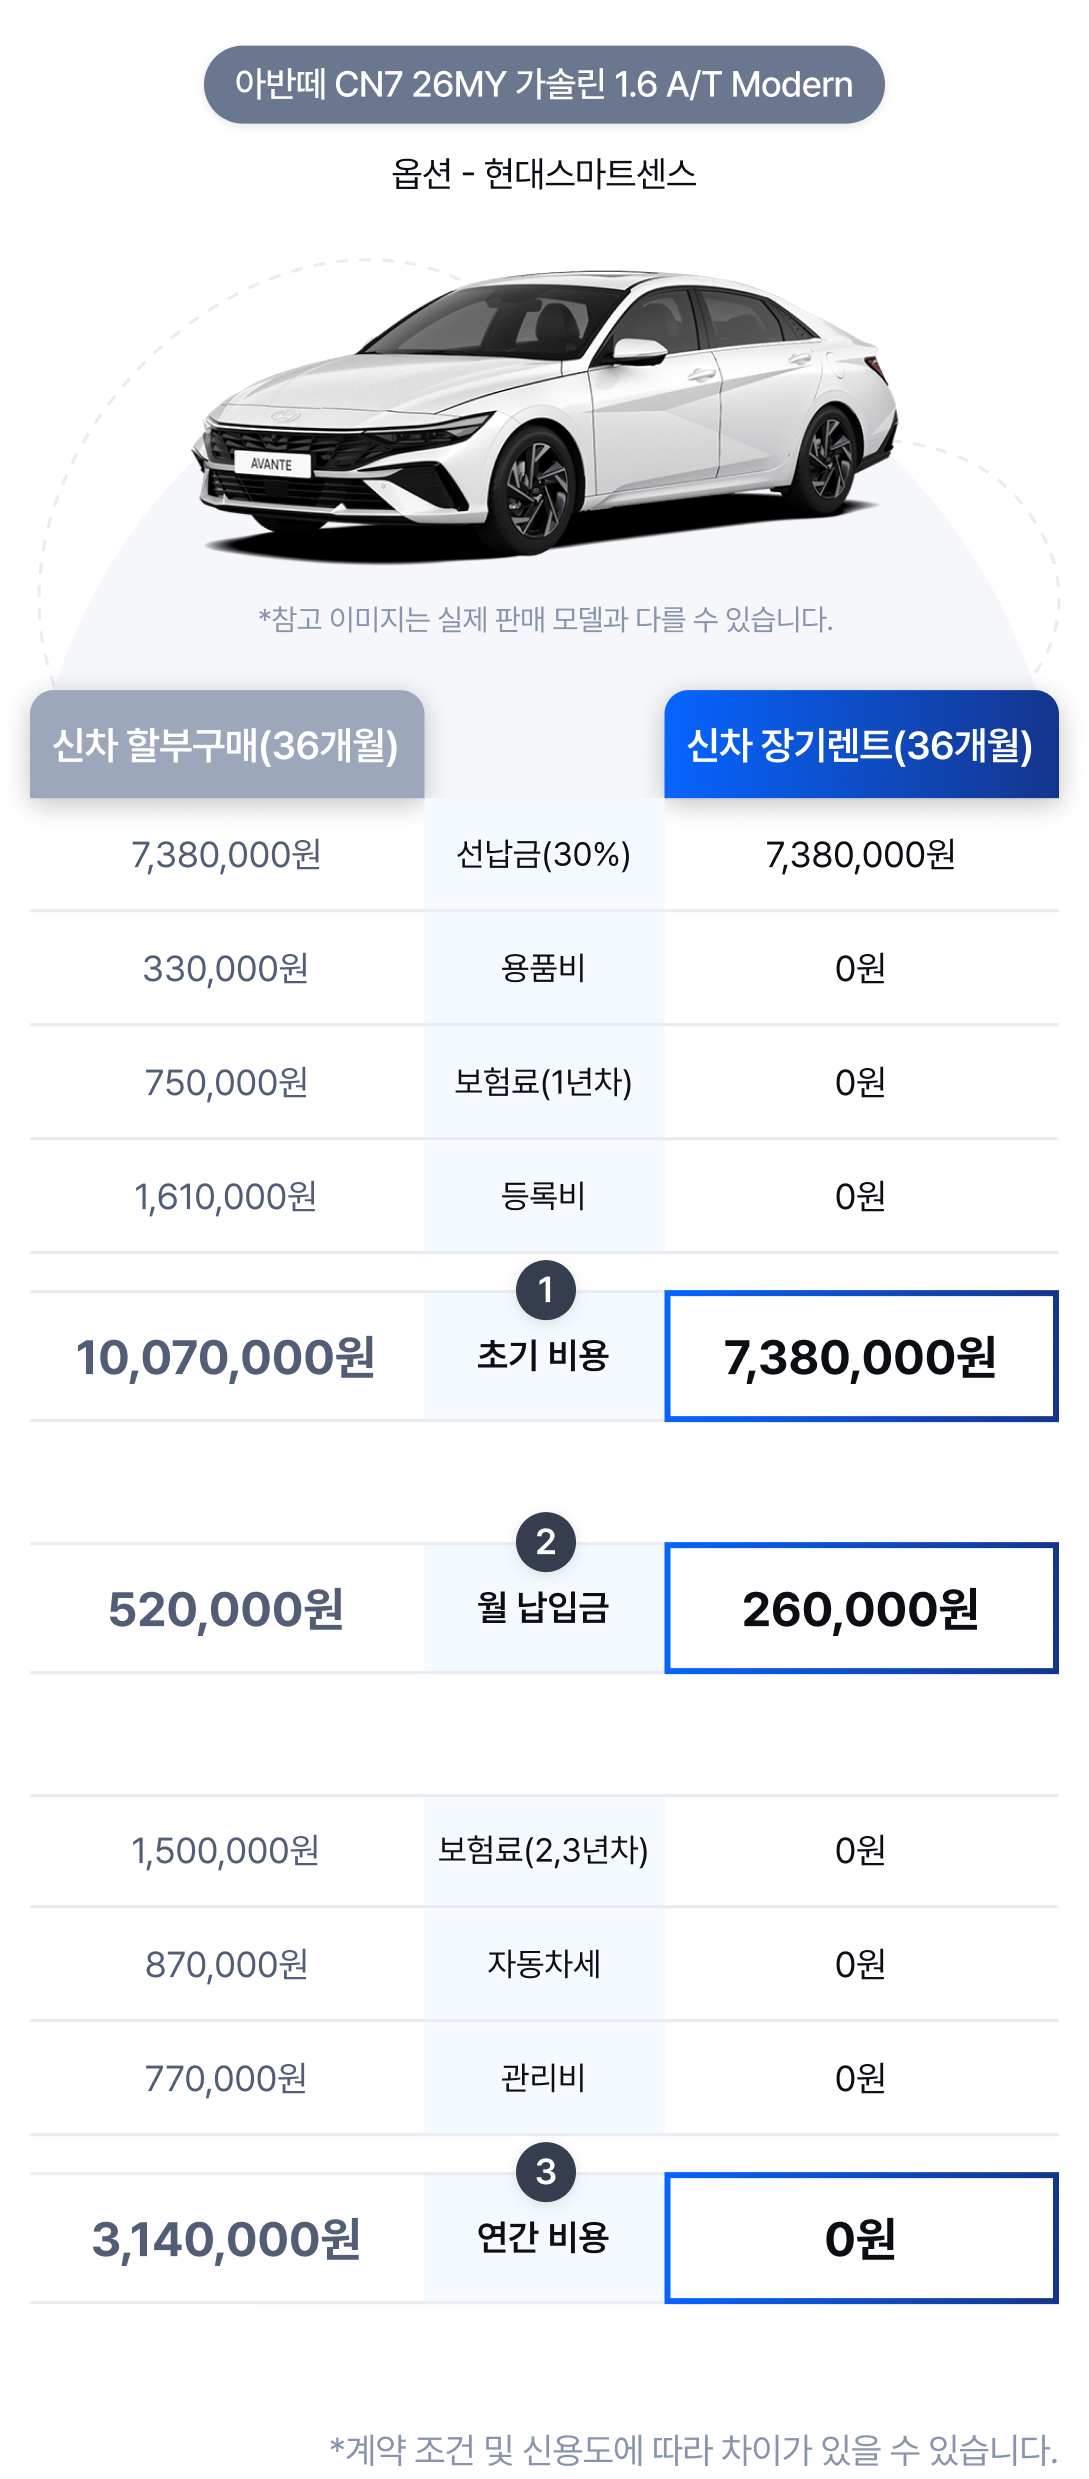 아반떼 CN7 26MY 가솔린 1.6 A/T Modern
옵션 - 현대스마트센스
AVANTE
*참고 이미지는 실제 판매 모델과 다를 수 있습니다.
신차 할부구매(36개월) 신차 장기렌트(36개월)
7,380,000원 선납금(30%) 7,380,000원
330,000원 용품비 0원
750,000원 보험료(1년차) 0원
1,610,000원 등록비 0원
1
10,070,000원 초기 비용 7,380,000원
2
520,000원 월 납입금 260,000원
1,500,000원 보험료(2,3년차) 0원
870,000원 자동차세 0원
770,000원 관리비 0원
3
3,140,000원 연간 비용 0원
*계약 조건 및 신용도에 따라 차이가 있을 수 있습니다.